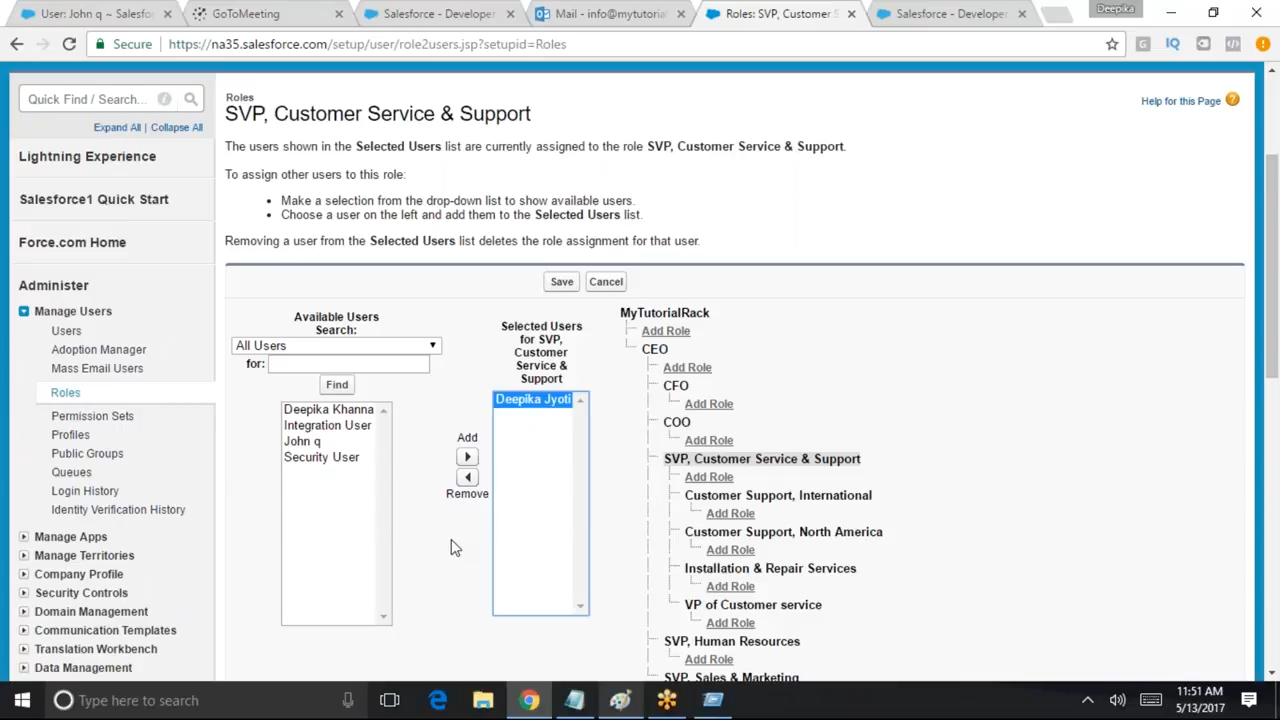 Deepika
User: John q ~ Salesfo
GoToMeeting
Salesforce - Developer
Mail - info@mytutorial
Roles: SVP, Customer S
Salesforce - Developer
Secure
https://na35.salesforce.com/setup/user/role2users.jsp?setupid=Roles
Quick Find / Search...
Expand All | Collapse All
Lightning Experience
Salesforce1 Quick Start
Force.com Home
Administer
Manage Users
Users
Adoption Manager
Mass Email Users
Roles
Permission Sets
Profiles
Public Groups
Queues
Login History
Identity Verification History
Manage Apps
Manage Territories
Company Profile
Security Controls
Domain Management
Communication Templates
Translation Workbench
Data Management
Roles
SVP, Customer Service & Support
Help for this Page
The users shown in the Selected Users list are currently assigned to the role SVP, Customer Service & Support.
To assign other users to this role:
• Make a selection from the drop-down list to show available users.
• Choose a user on the left and add them to the Selected Users list.
Removing a user from the Selected Users list deletes the role assignment for that user.
Save
Cancel
Available Users
Search:
All Users
for:
Find
Deepika Khanna
Integration User
John q
Security User
Add
Remove
Selected Users
for SVP,
Customer
Service &
Support
Deepika Jyoti
MyTutorialRack
Add Role
CEO
Add Role
CFO
Add Role
COO
Add Role
SVP, Customer Service & Support
Add Role
Customer Support, International
Add Role
Customer Support, North America
Add Role
Installation & Repair Services
Add Role
VP of Customer service
Add Role
SVP, Human Resources
Add Role
SVP, Sales & Marketing
Type here to search
11:51 AM
5/13/2017